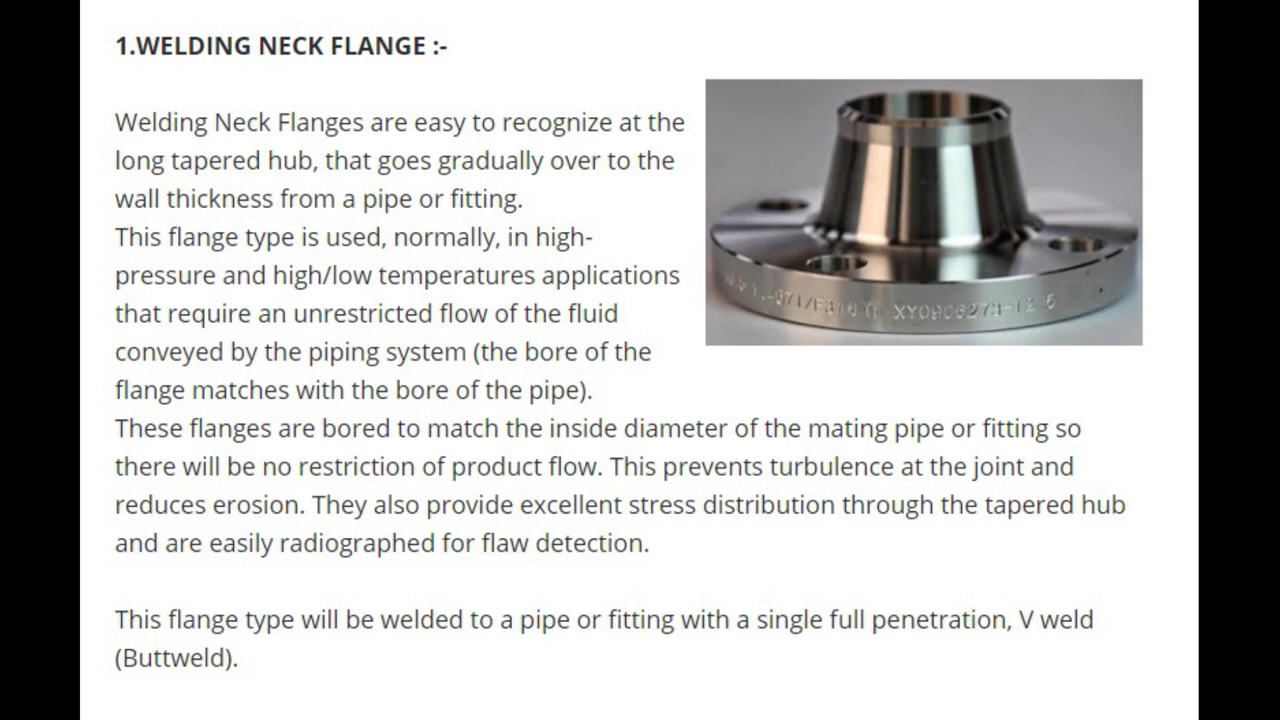 1.WELDING NECK FLANGE :-
Welding Neck Flanges are easy to recognize at the
long tapered hub, that goes gradually over to the
wall thickness from a pipe or fitting.
This flange type is used, normally, in high-
pressure and high/low temperatures applications
that require an unrestricted flow of the fluid
conveyed by the piping system (the bore of the
flange matches with the bore of the pipe).
These flanges are bored to match the inside diameter of the mating pipe or fitting so
there will be no restriction of product flow. This prevents turbulence at the joint and
reduces erosion. They also provide excellent stress distribution through the tapered hub
and are easily radiographed for flaw detection.
This flange type will be welded to a pipe or fitting with a single full penetration, V weld
(Buttweld).